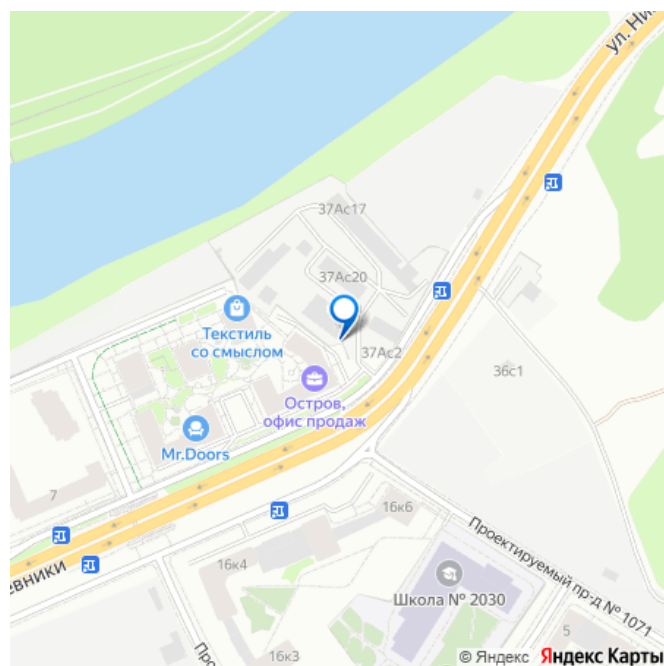 ул. Ни
37Ас17
37Ас20
Текстиль
со смыслом
37Ас2
36с1
Остров,
офис продаж
Mr.Doors
7
16к6
евники
16к4
Проектируемый пр-д № 1071
Школа № 2030
5
Про
16к3
© Яндекс Яндекс Карты